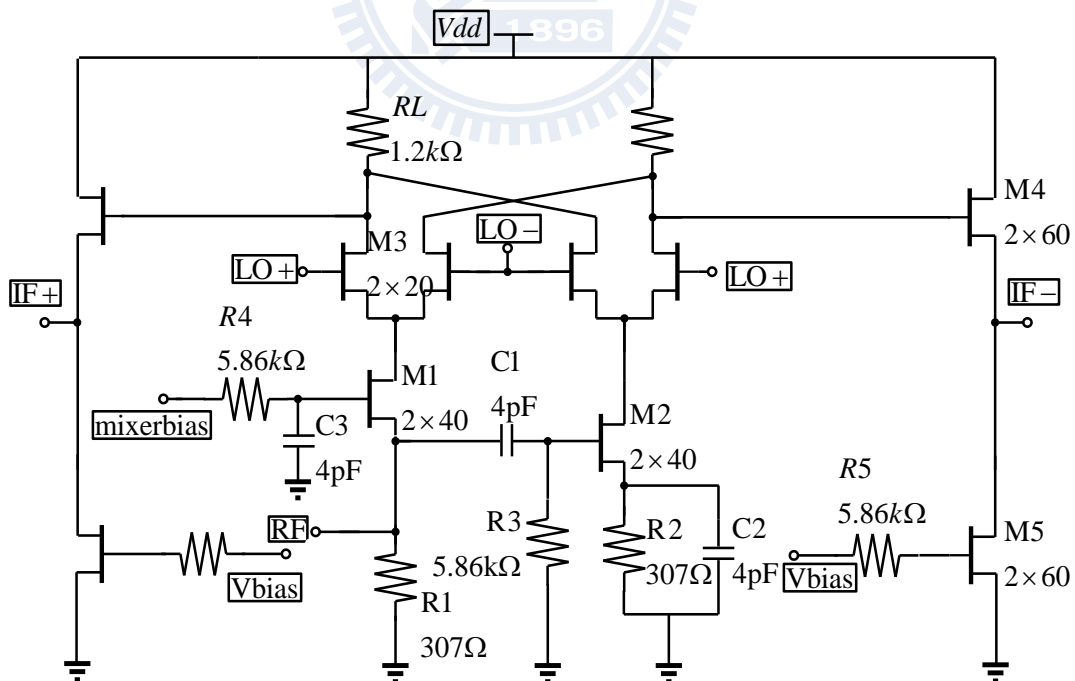 1896
Vdd
RL
1.2kΩ
M4
2×60
M3
2×20
LO+
LO−
LO+
IF+
IF−
R4
5.86kΩ
mixerbias
C3
4pF
M1
2×40
C1
4pF
M2
2×40
R5
5.86kΩ
RF
R3
5.86kΩ
R2
307Ω
C2
4pF
Vbias
Vbias
M5
2×60
R1
307Ω